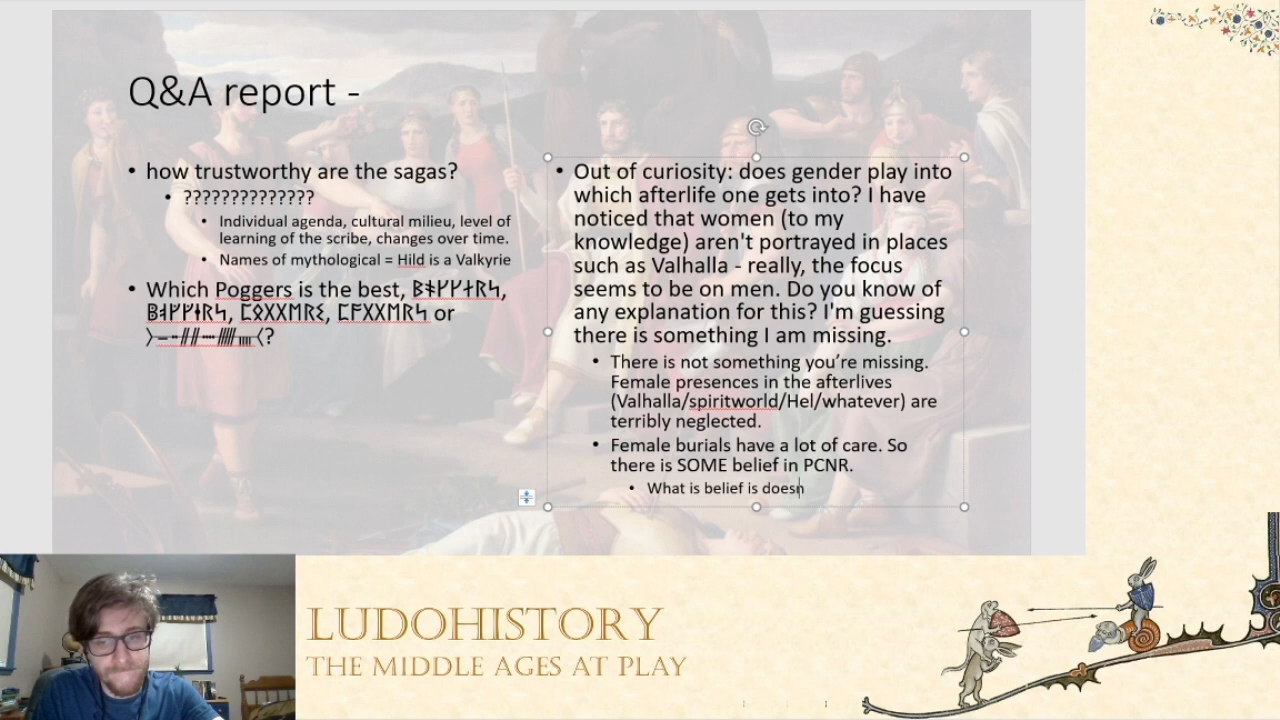 Q&A report -
• how trustworthy are the sagas?
• ??????????????
• Individual agenda, cultural milieu, level of
learning of the scribe, changes over time.
• Names of mythological = Hild is a Valkyrie
• Which Poggers is the best,
or
?
• Out of curiosity: does gender play into
which afterlife one gets into? I have
noticed that women (to my
knowledge) aren't portrayed in places
such as Valhalla - really, the focus
seems to be on men. Do you know of
any explanation for this? I'm guessing
there is something I am missing.
• There is not something you’re missing.
Female presences in the afterlives
(Valhalla/spiritworld/Hel/whatever) are
terribly neglected.
• Female burials have a lot of care. So
there is SOME belief in PCNR.
• What is belief is doesn
LUDOHISTORY
THE MIDDLE AGES AT PLAY